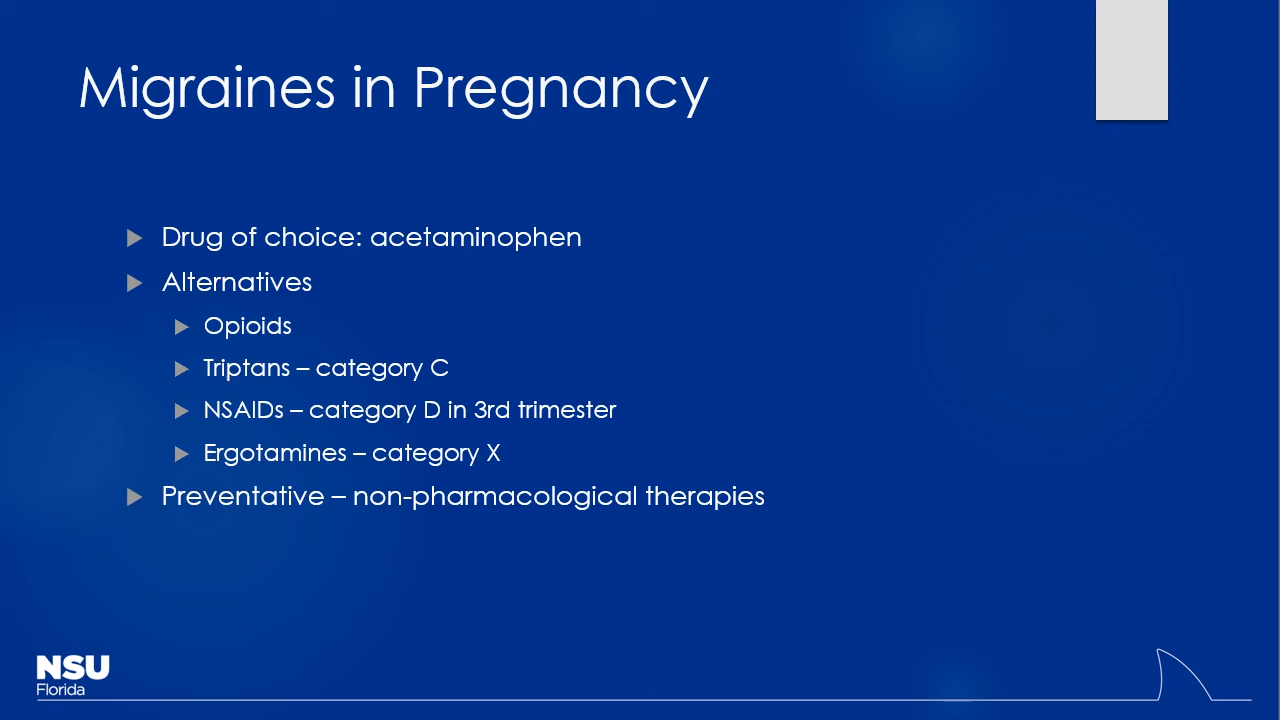 Migraines in Pregnancy
Drug of choice: acetaminophen
Alternatives
Opioids
Triptans – category C
NSAIDs – category D in 3rd trimester
Ergotamines – category X
Preventative – non-pharmacological therapies
NSU
Florida